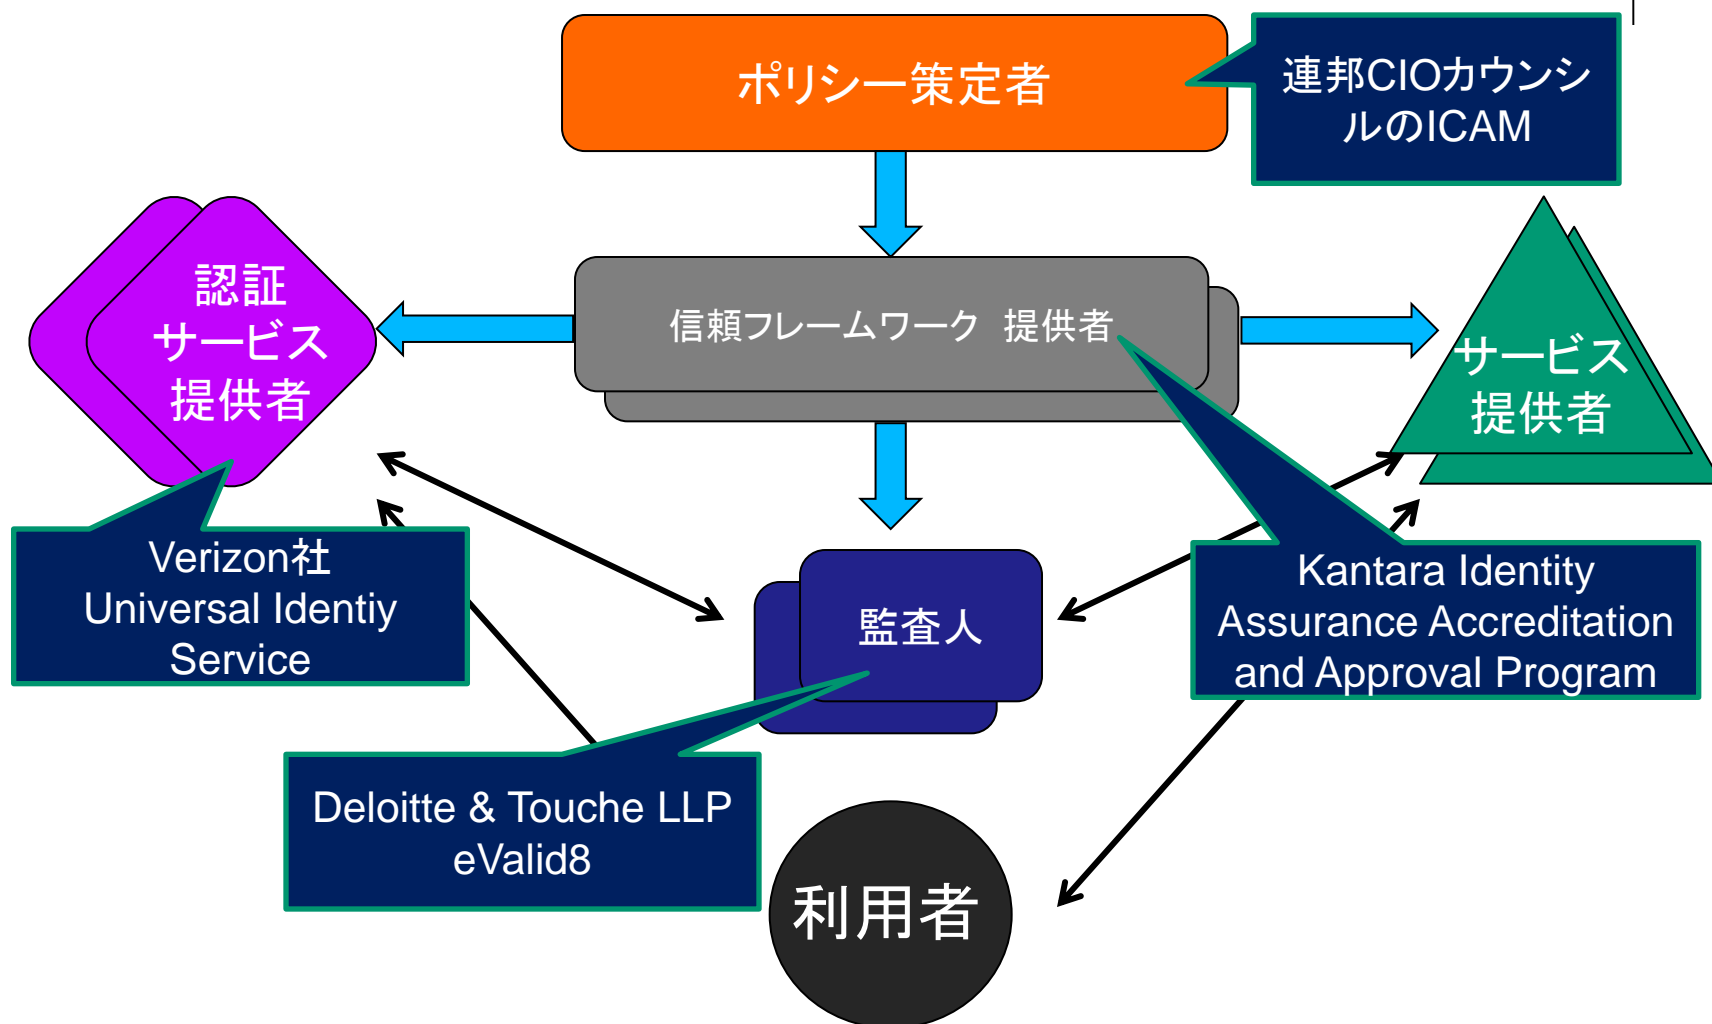 ポリシー策定者
連邦CIOカウンシ
ルのICAM
認証
サービス
提供者
信頼フレームワーク　提供者
サービス
提供者
Verizon社
Universal Identiy
Service
監査人
Kantara Identity
Assurance Accreditation
and Approval Program
Deloitte & Touche LLP
eValid8
利用者